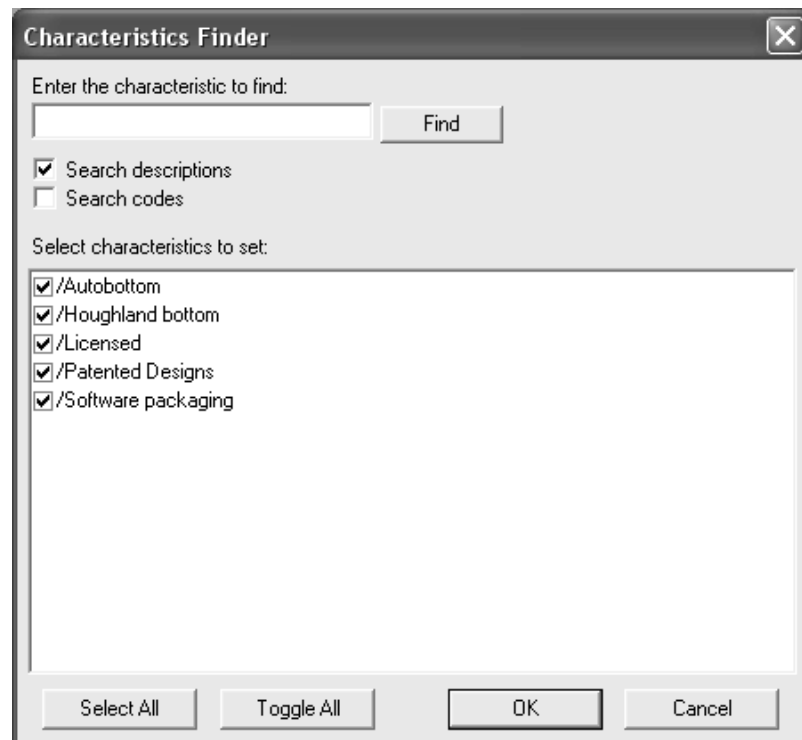 Characteristics Finder
Enter the characteristic to find:
Find
Search descriptions
Search codes
Select characteristics to set:
/Autobottom
/Houghland bottom
/Licensed
/Patented Designs
/Software packaging
Select All Toggle All OK Cancel